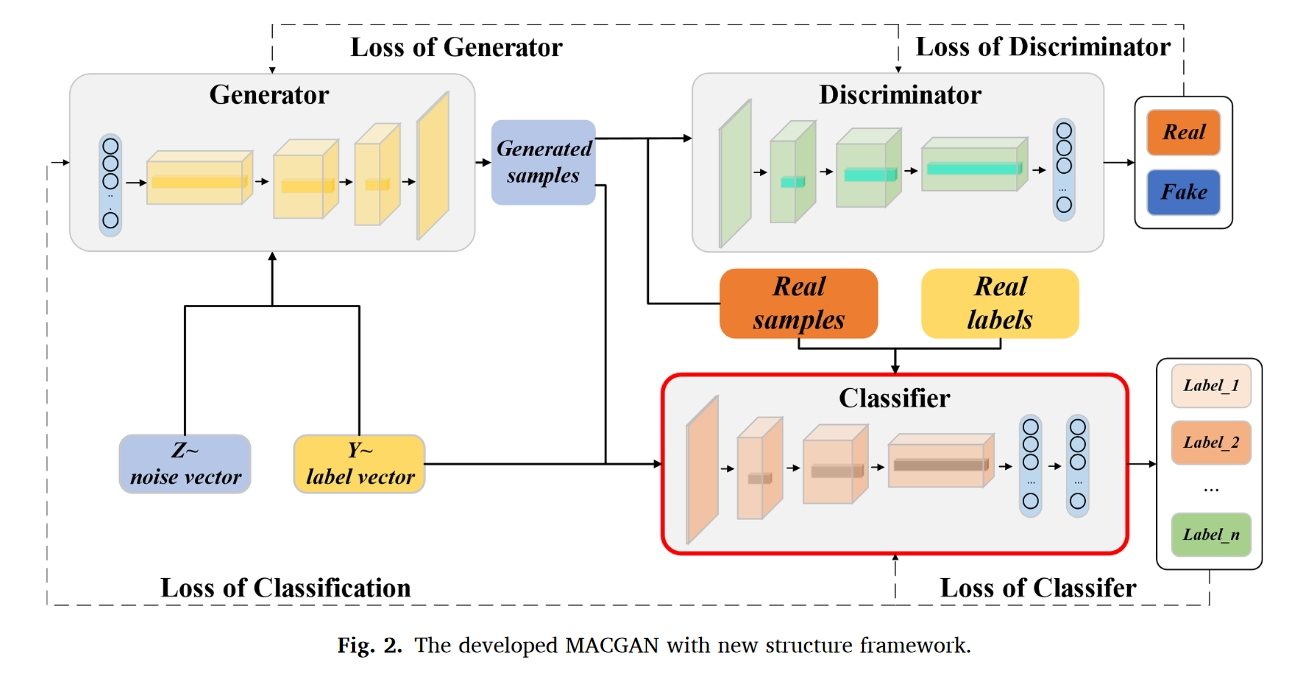 Loss of Generator
Loss of Discriminator
Generator
Discriminator
Generated
samples
Real
Fake
...
Real
samples
Real
labels
Classifier
Z~
noise vector
Y~
label vector
Label_1
Label_2
...
Label_n
Loss of Classification
Loss of Classifer
Fig. 2. The developed MACGAN with new structure framework.